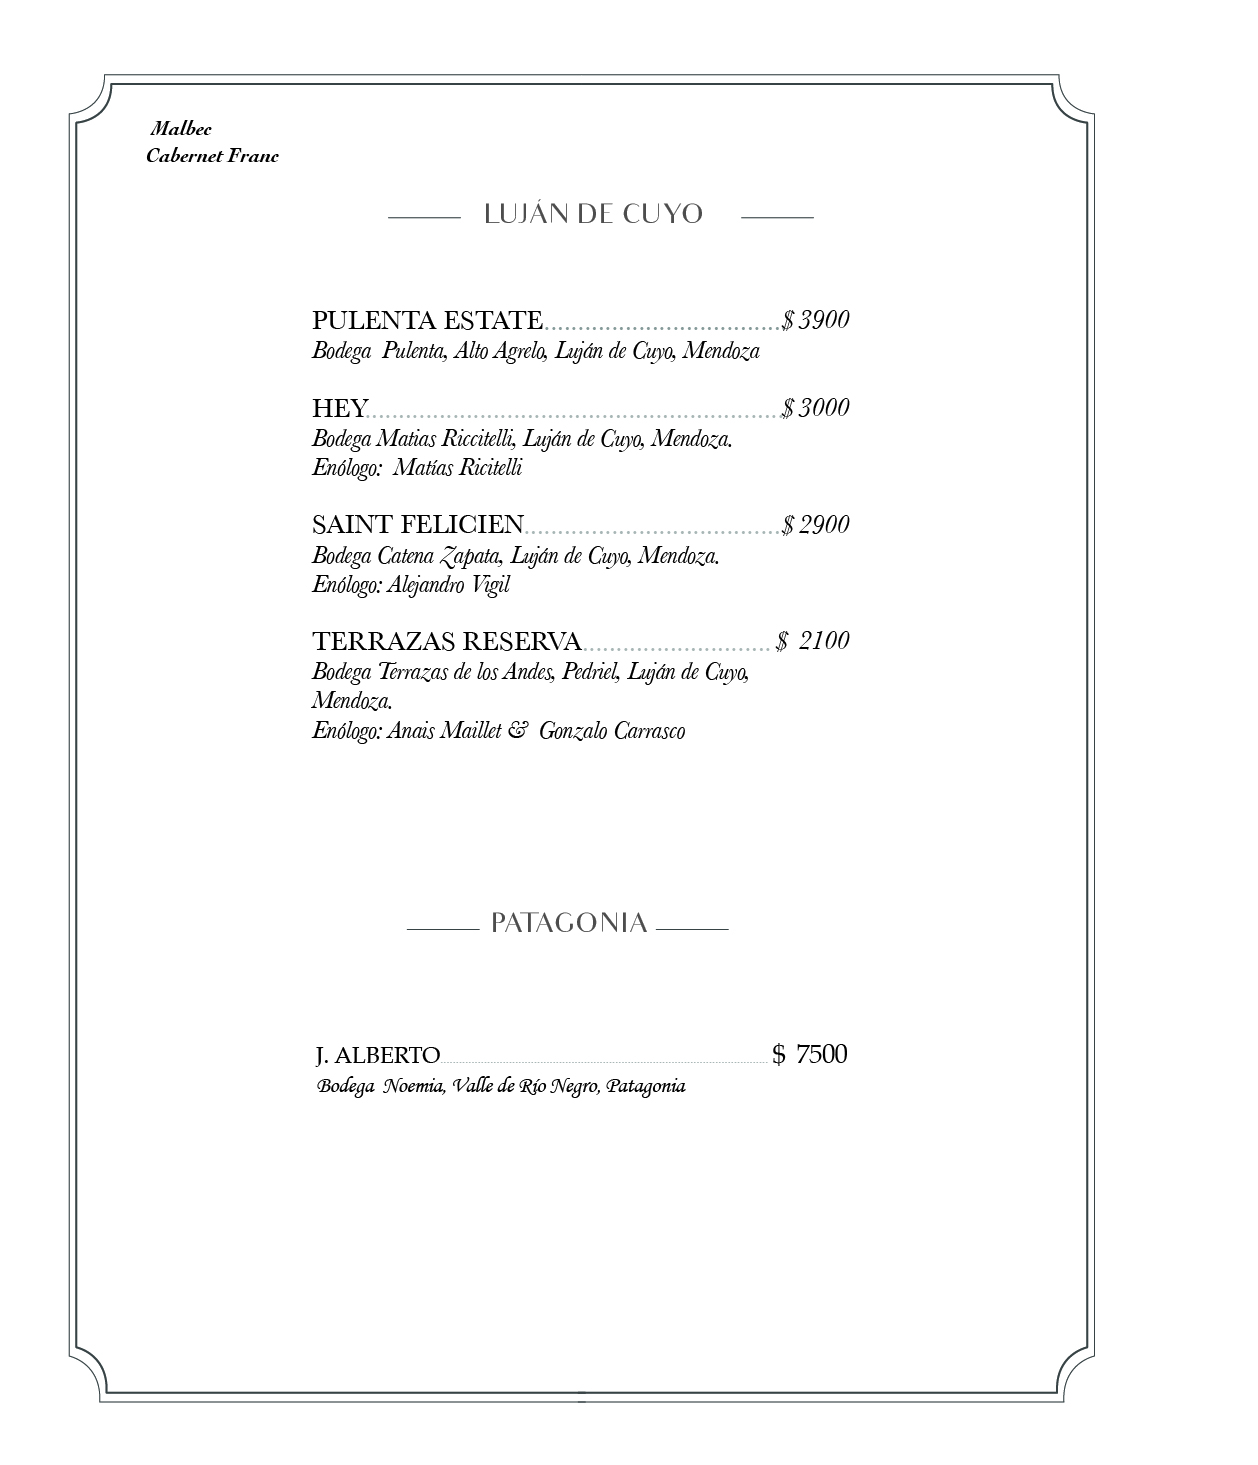 Malbec
Cabernet Franc
LUJÁN DE CUYO
PULENTA ESTATE........................................$ 3900
Bodega Pulenta, Alto Agrelo, Luján de Cuyo, Mendoza
HEY........................................$ 3000
Bodega Matias Riccitelli, Luján de Cuyo, Mendoza.
Enólogo: Matías Ricitelli
SAINT FELICIEN........................................$ 2900
Bodega Catena Zapata, Luján de Cuyo, Mendoza.
Enólogo: Alejandro Vigil
TERRAZAS RESERVA............................ $ 2100
Bodega Terrazas de los Andes, Pedriel, Luján de Cuyo,
Mendoza.
Enólogo: Anais Maillet & Gonzalo Carrasco
PATAGONIA
J. ALBERTO........................................ $ 7500
Bodega Noemia, Valle de Río Negro, Patagonia